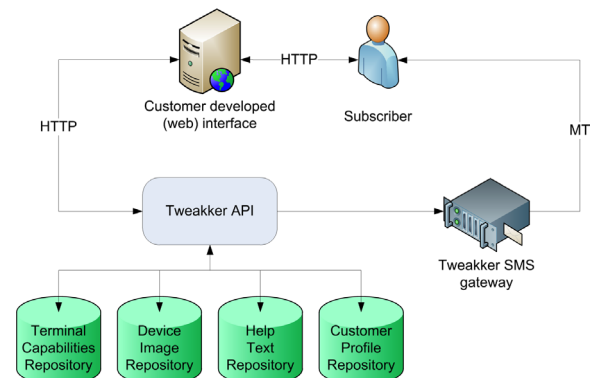 HTTP
Customer developed
(web) interface
Subscriber
HTTP
MT
Tweakker API
Tweakker SMS
gateway
Terminal
Capabilities
Repository
Device
Image
Repository
Help
Text
Repository
Customer
Profile
Repository